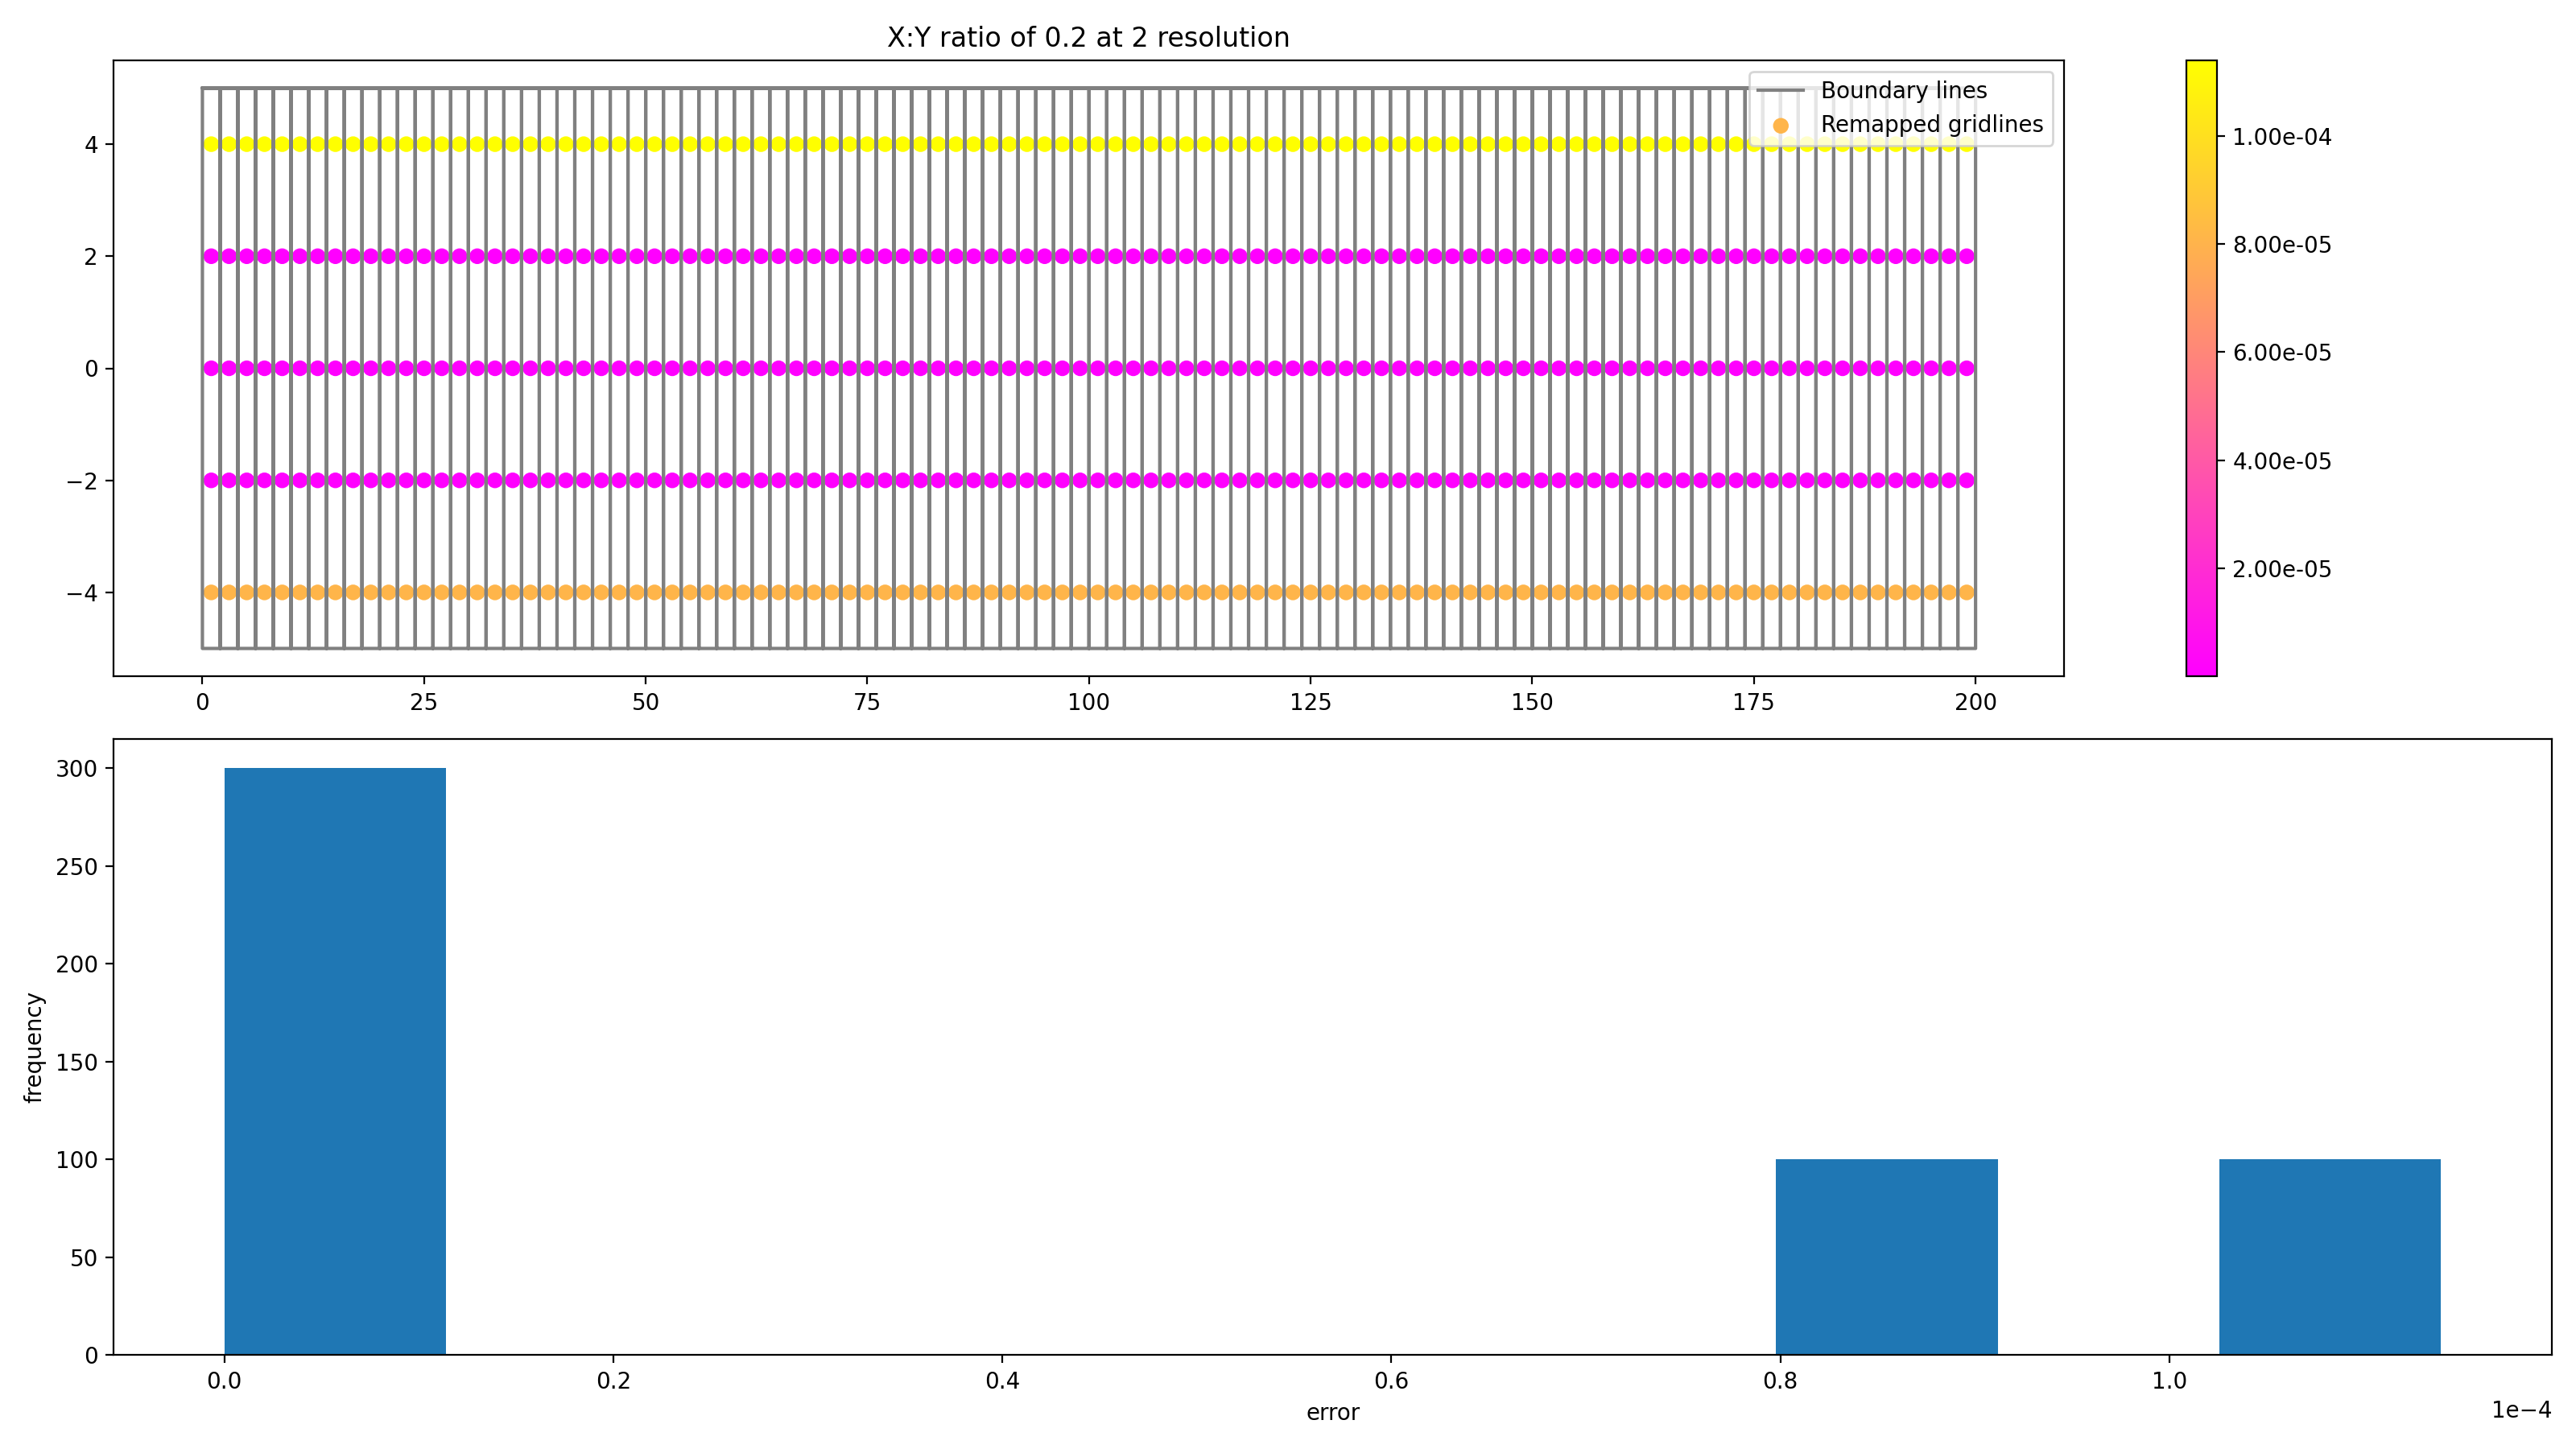 X:Y ratio of 0.2 at 2 resolution
Boundary lines
Remapped gridlines
4
2
0
−2
−4
0 25 50 75 100 125 150 175 200
1.00e-04
8.00e-05
6.00e-05
4.00e-05
2.00e-05
300
250
200
150
100
50
0
frequency
0.0 0.2 0.4 0.6 0.8 1.0
error
1e−4